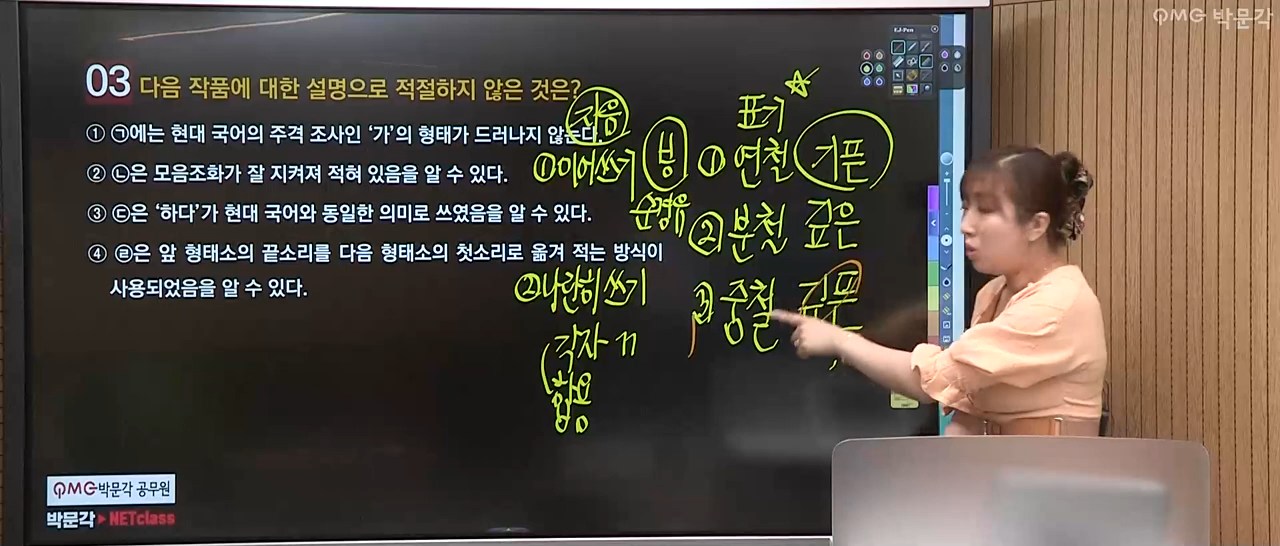 PMG 박문각
EJ-Pen
03 다음 작품에 대한 설명으로 적절하지 않은 것은?
① ㉠에는 현대 국어의 주격 조사인 '가'의 형태가 드러나지 않는다.
② ㉡은 모음조화가 잘 지켜져 적혀 있음을 알 수 있다.
③ ㉢은 '하다'가 현대 국어와 동일한 의미로 쓰였음을 알 수 있다.
④ ㉣은 앞 형태소의 끝소리를 다음 형태소의 첫소리로 옮겨 적는 방식이
사용되었음을 알 수 있다.
자음
①이어쓰기 ㅸ
순경음
②나란히쓰기
각자 ㄲ
합용
표기
① 연철 기픈
② 분철 깊은
③ 중철 깊픈
PMG 박문각 공무원
박문각 ▶ NETclass